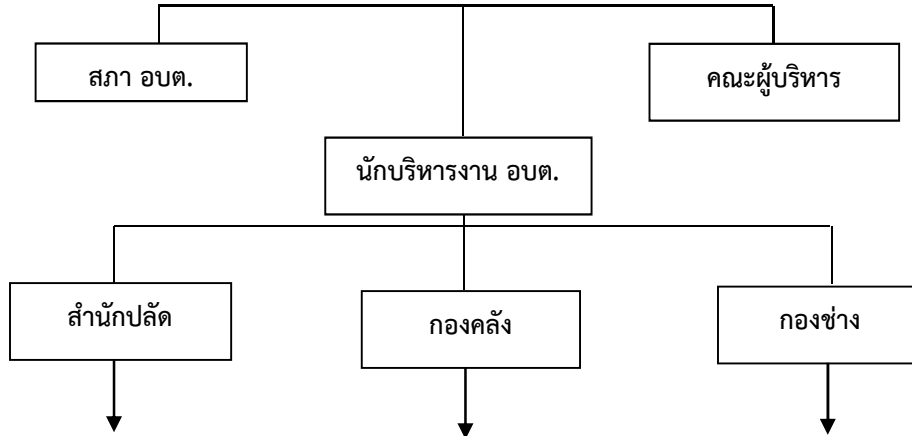 สภา อบต.
คณะผู้บริหาร
นักบริหารงาน อบต.
สำนักปลัด
กองคลัง
กองช่าง